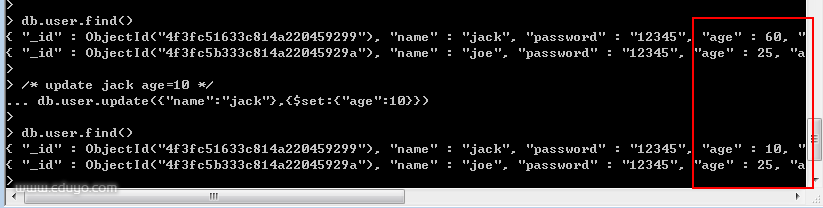 > db.user.find()
{ "_id" : ObjectId("4f3fc51633c814a220459299"), "name" : "jack", "password" : "12345", "age" : 60, "
{ "_id" : ObjectId("4f3fc5b333c814a22045929a"), "name" : "joe", "password" : "12345", "age" : 25, "a
>
> /* update jack age=10 */
... db.user.update({"name":"jack"},{$set:{"age":10}})
>
> db.user.find()
{ "_id" : ObjectId("4f3fc51633c814a220459299"), "name" : "jack", "password" : "12345", "age" : 10, "
{ "_id" : ObjectId("4f3fc5b333c814a22045929a"), "name" : "joe", "password" : "12345", "age" : 25, "a
>
www.cduyo.com